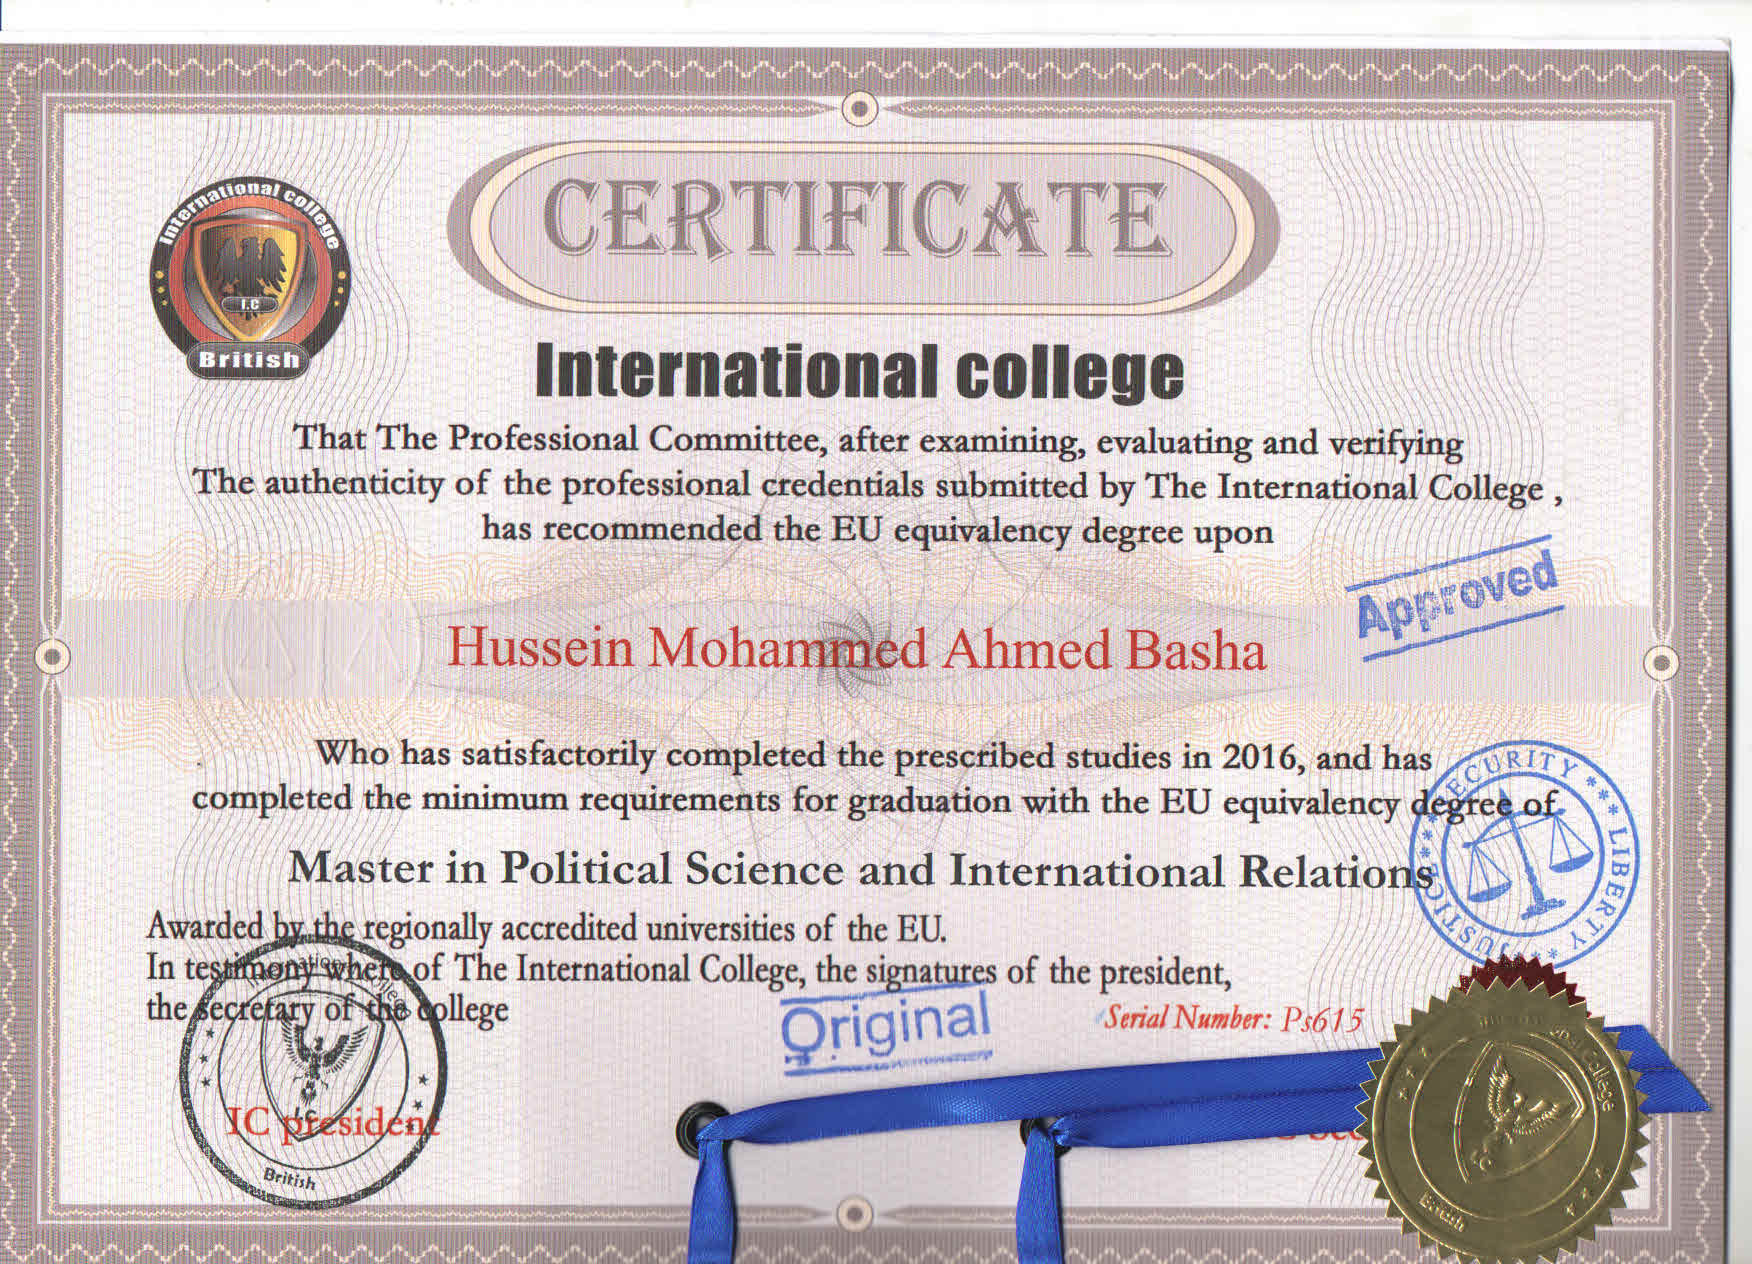 International college
I.C
British
CERTIFICATE
International college
That The Professional Committee, after examining, evaluating and verifying
The authenticity of the professional credentials submitted by The International College ,
has recommended the EU equivalency degree upon
Hussein Mohammed Ahmed Basha
Approved
Who has satisfactorily completed the prescribed studies in 2016, and has
completed the minimum requirements for graduation with the EU equivalency degree of
Master in Political Science and International Relations
Awarded by the regionally accredited universities of the EU.
In testimony where of The International College, the signatures of the president,
the secretary of the college
Serial Number: Ps615
Original
IC president
British
JUSTICE *** SECURITY *** LIBERTY ***
College